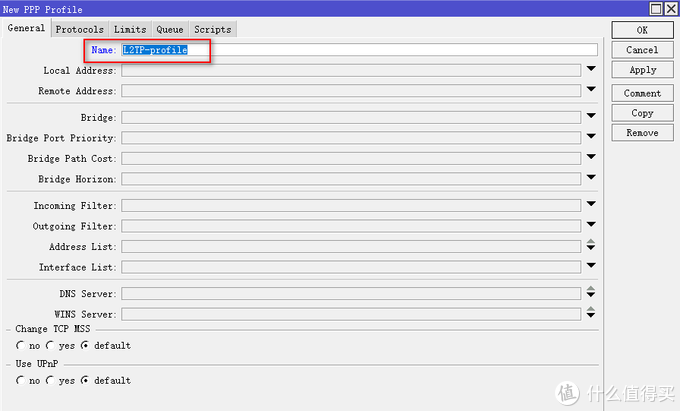 New PPP Profile
General Protocols Limits Queue Scripts
Name: L2TP-profile
Local Address:
Remote Address:
Bridge:
Bridge Port Priority:
Bridge Path Cost:
Bridge Horizon:
Incoming Filter:
Outgoing Filter:
Address List:
Interface List:
DNS Server:
WINS Server:
Change TCP MSS
no yes default
Use UPnP
no yes default
OK
Cancel
Apply
Comment
Copy
Remove
值 什么值得买